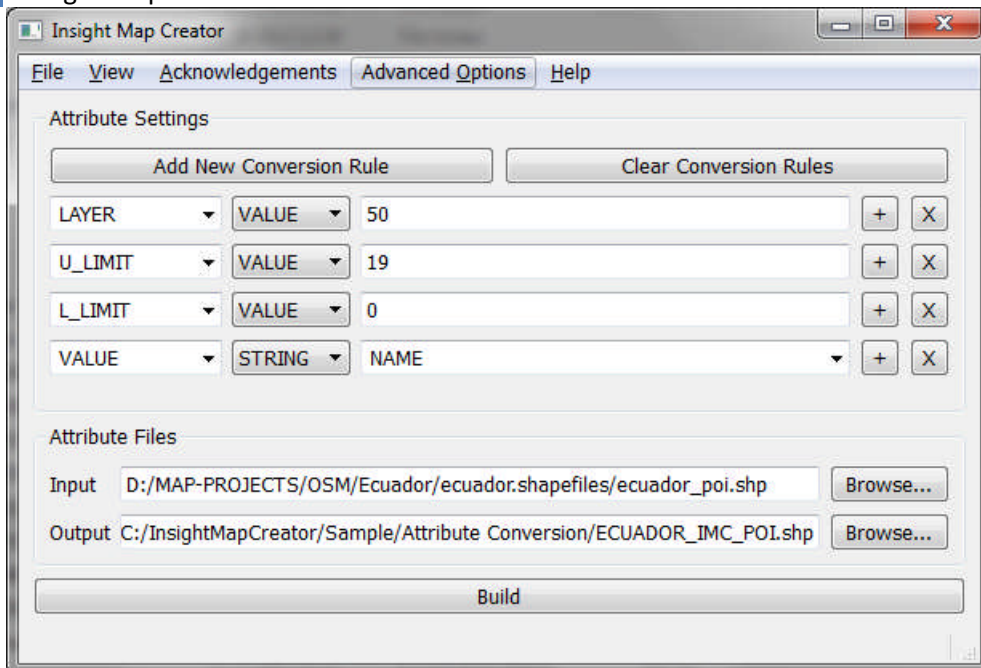 Insight Map Creator
File View Acknowledgements Advanced Options Help
Attribute Settings
Add New Conversion Rule Clear Conversion Rules
LAYER VALUE 50 + X
U_LIMIT VALUE 19 + X
L_LIMIT VALUE 0 + X
VALUE STRING NAME + X
Attribute Files
Input D:/MAP-PROJECTS/OSM/Ecuador/ecuador.shapefiles/ecuador_poi.shp Browse...
Output C:/InsightMapCreator/Sample/Attribute Conversion/ECUADOR_IMC_POI.shp Browse...
Build